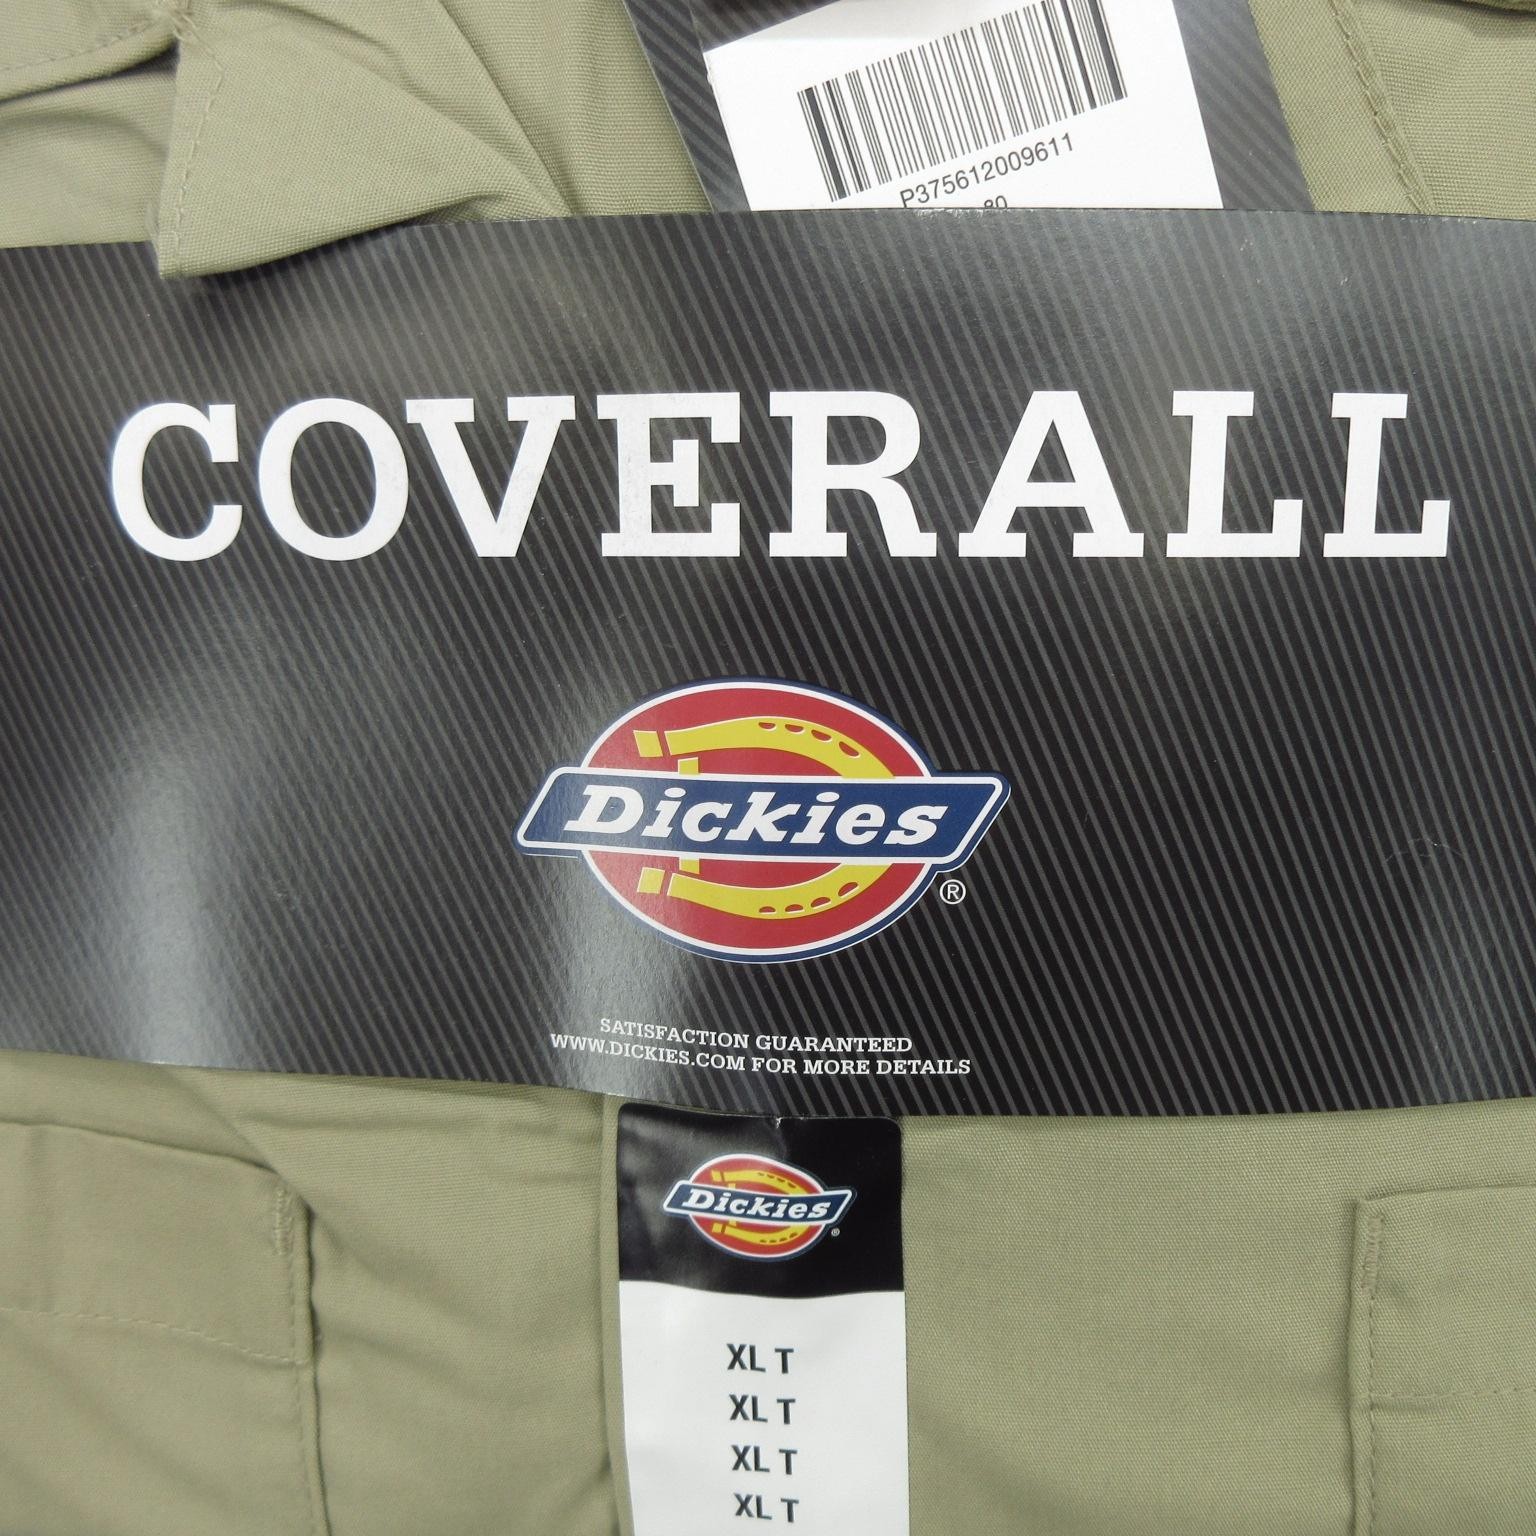 P375612009611
COVERALL
Dickies
®
SATISFACTION GUARANTEED
WWW.DICKIES.COM FOR MORE DETAILS
Dickies
®
XL T
XL T
XL T
XL T